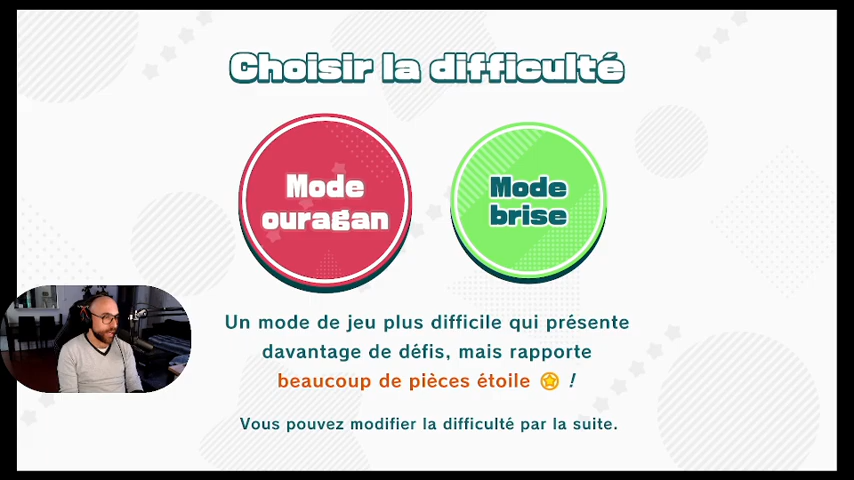 Choisir la difficulté
Mode
ouragan
Mode
brise
Un mode de jeu plus difficile qui présente
davantage de défis, mais rapporte
beaucoup de pièces étoile !
Vous pouvez modifier la difficulté par la suite.